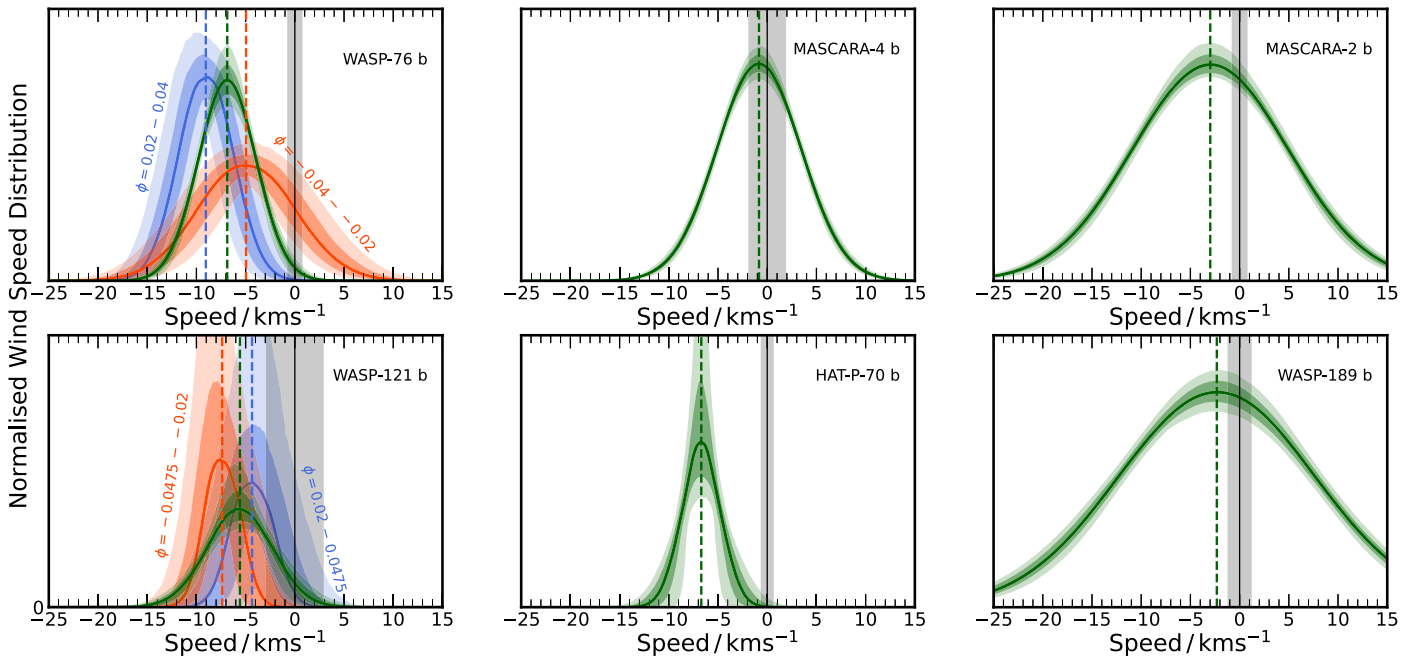 Normalised Wind Speed Distribution
WASP-76 b
ϕ = 0.02 − 0.04
ϕ = − 0.04 − − 0.02
−25 −20 −15 −10 −5 0 5 10 15
Speed / kms⁻¹
MASCARA-4 b
−25 −20 −15 −10 −5 0 5 10 15
Speed / kms⁻¹
MASCARA-2 b
−25 −20 −15 −10 −5 0 5 10 15
Speed / kms⁻¹
WASP-121 b
ϕ = − 0.0475 − 0.02
ϕ = 0.02 − 0.0475
0
−25 −20 −15 −10 −5 0 5 10 15
Speed / kms⁻¹
HAT-P-70 b
−25 −20 −15 −10 −5 0 5 10 15
Speed / kms⁻¹
WASP-189 b
−25 −20 −15 −10 −5 0 5 10 15
Speed / kms⁻¹